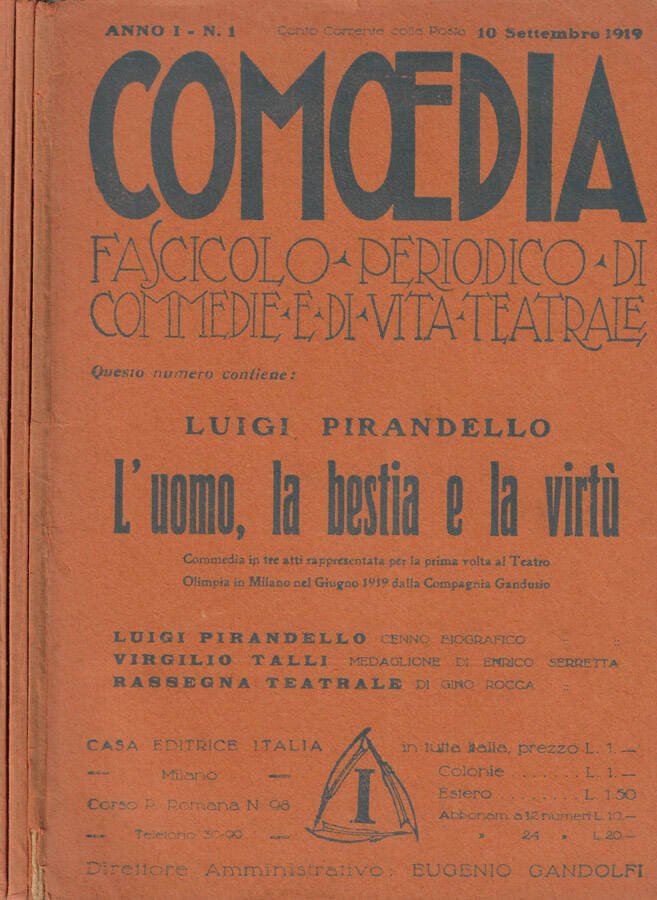 ANNO I - N. 1 Conto Corrente colla Posta 10 Settembre 1919
COMŒDIA
FASCICOLO PERIODICO DI
COMMEDIE E DI VITA TEATRALE
Questo numero contiene:
LUIGI PIRANDELLO
L'uomo, la bestia e la virtù
Commedia in tre atti rappresentata per la prima volta al Teatro
Olimpia in Milano nel Giugno 1919 dalla Compagnia Gandusio
LUIGI PIRANDELLO CENNO BIOGRAFICO :: ::
VIRGILIO TALLI MEDAGLIONE DI ENRICO SERRETTA
RASSEGNA TEATRALE DI GINO ROCCA ::
CASA EDITRICE ITALIA
Milano
Corso P. Romana N 98
Telefono 30-99
I
in tutta Italia, prezzo L. 1.—
Colonie ....... L. 1.—
Estero ....... L. 1.50
Abbonam. a 12 numeri L. 10.—
» 24 » L. 20.—
Direttore Amministrativo: EUGENIO GANDOLFI